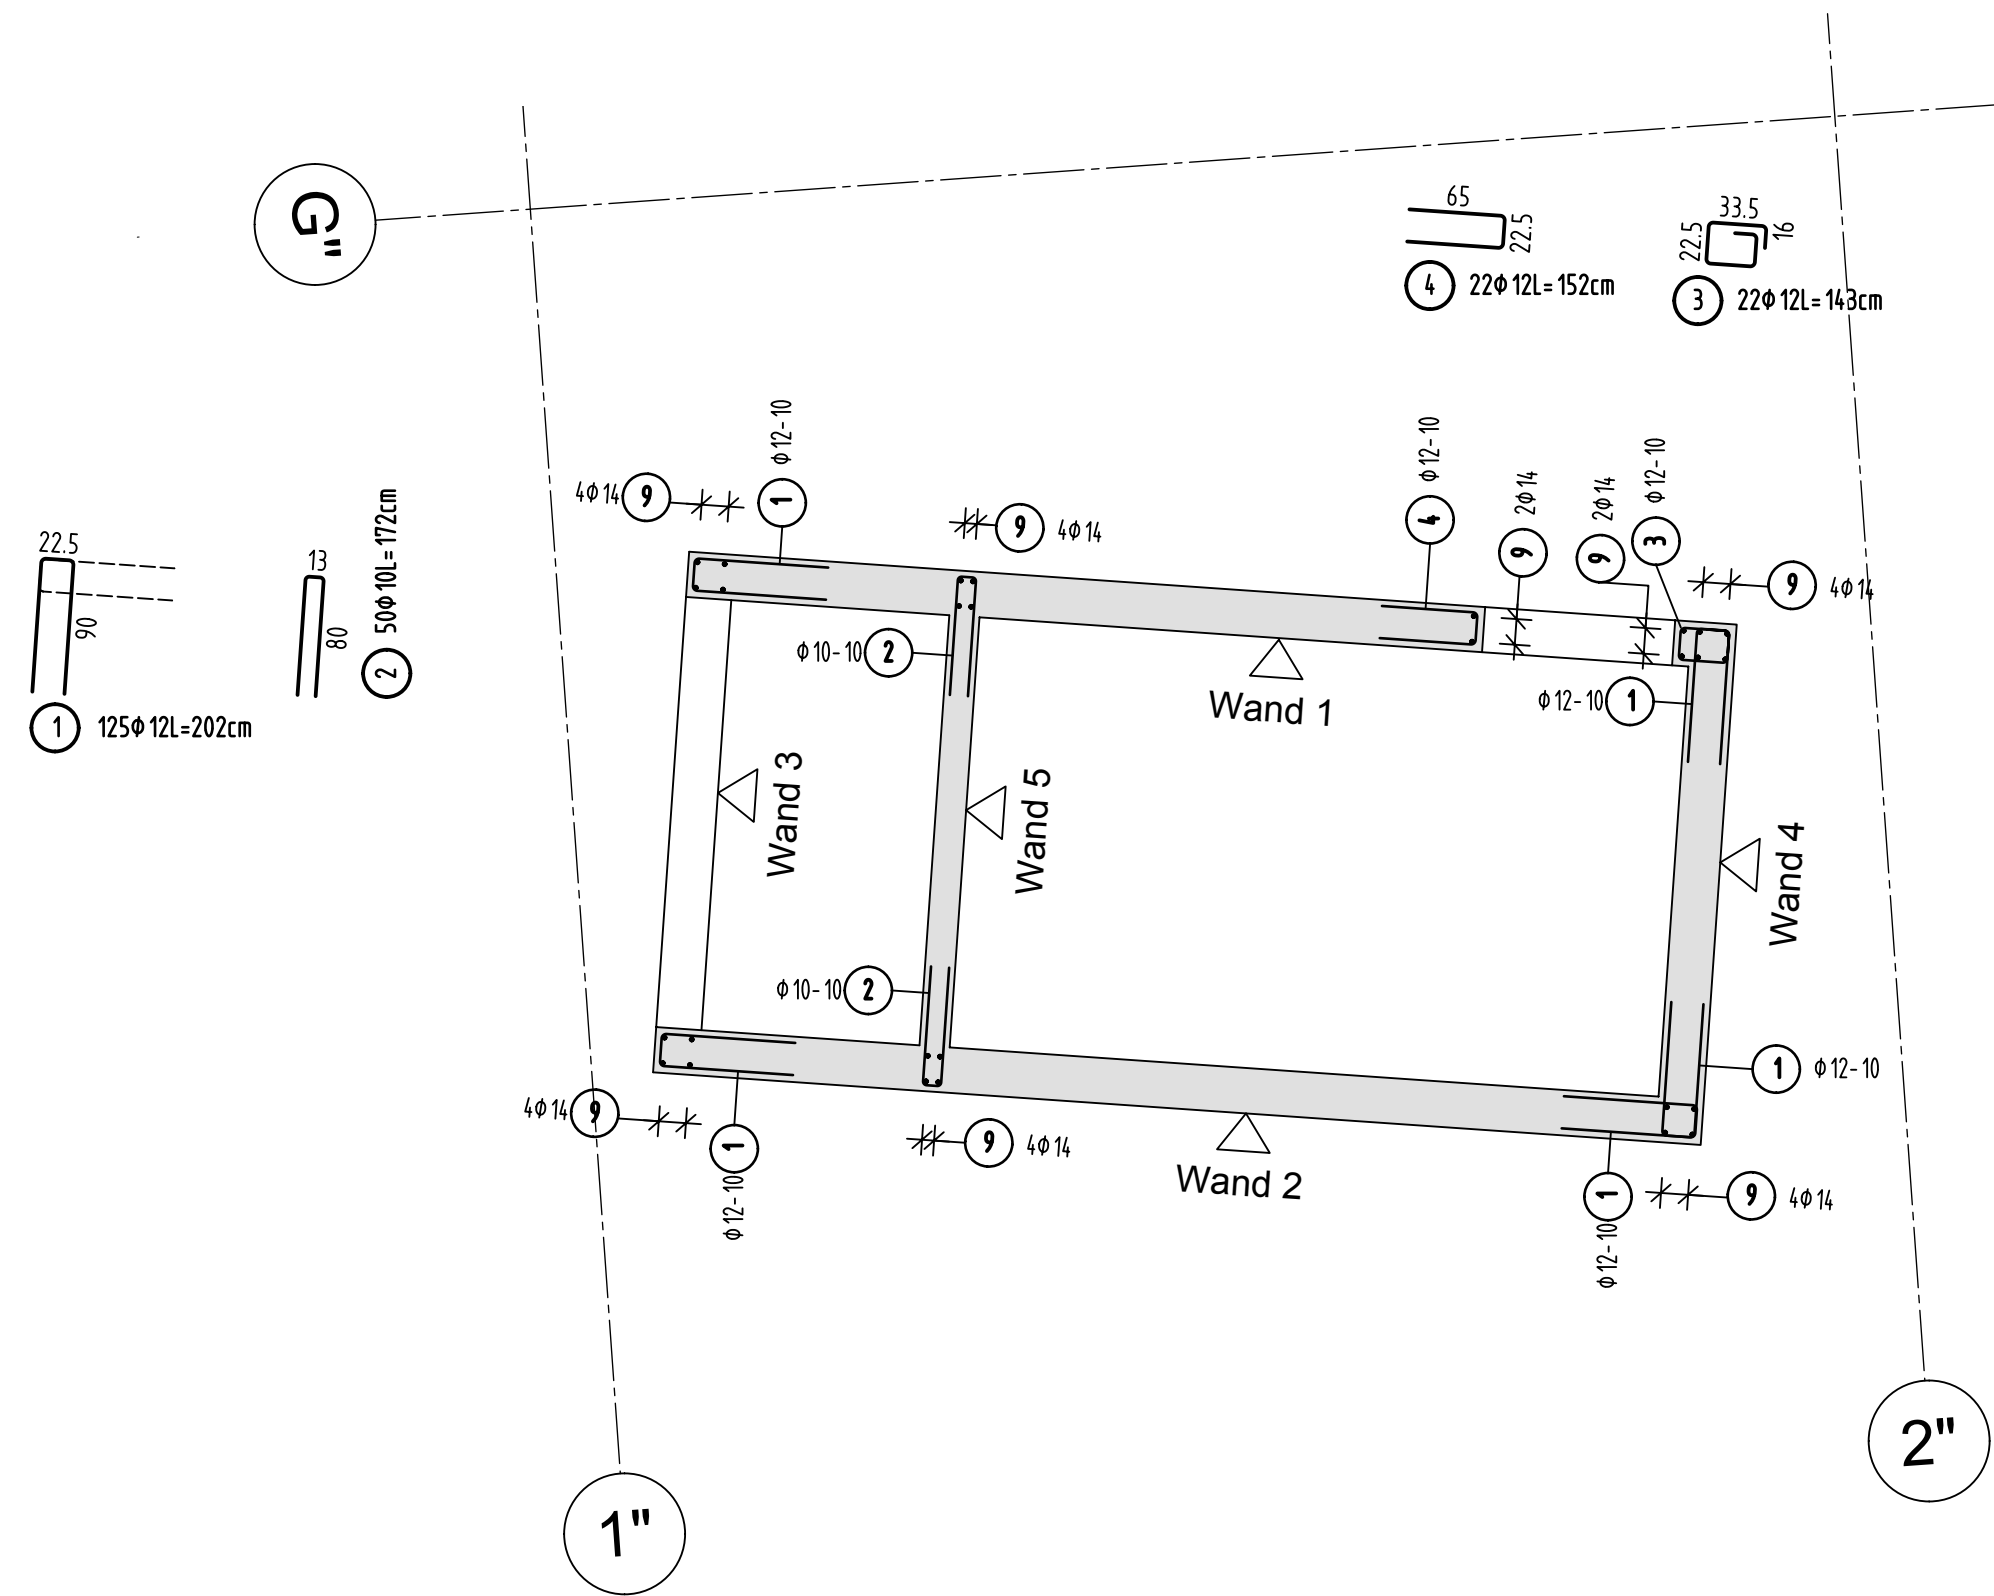 G"
65
22.5
4 22Φ12L=152cm
33.5
22.5
16
3 22Φ12L=143cm
22.5
90
1 125Φ12L=202cm
13
80
2 50Φ10L=172cm
4Φ14 9
1 Φ12-10
9 4Φ14
4 Φ12-10
9 2Φ14
9 2Φ14
3 Φ12-10
9 4Φ14
Φ10-10 2
Wand 1
Φ12-10 1
Wand 3
Wand 5
Wand 4
Φ10-10 2
1 Φ12-10
4Φ14 9
1 Φ12-10
9 4Φ14
Wand 2
1 Φ12-10
9 4Φ14
2"
1"